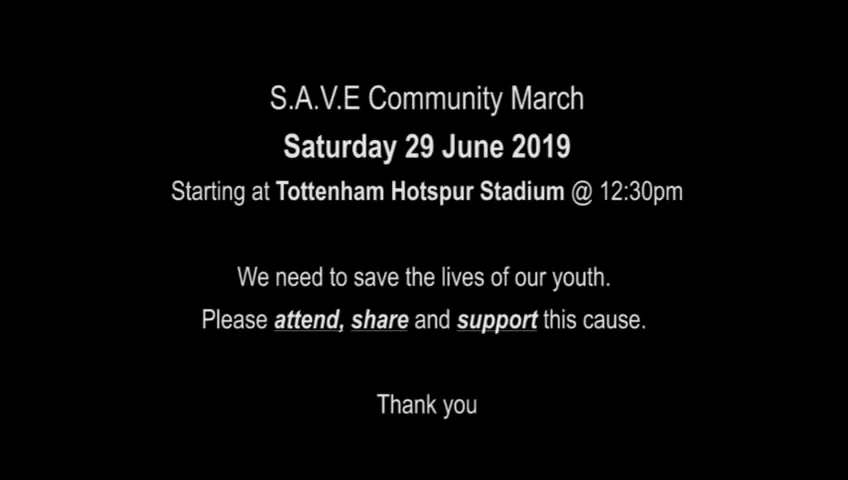 S.A.V.E Community March
Saturday 29 June 2019
Starting at Tottenham Hotspur Stadium @ 12:30pm
We need to save the lives of our youth.
Please attend, share and support this cause.
Thank you